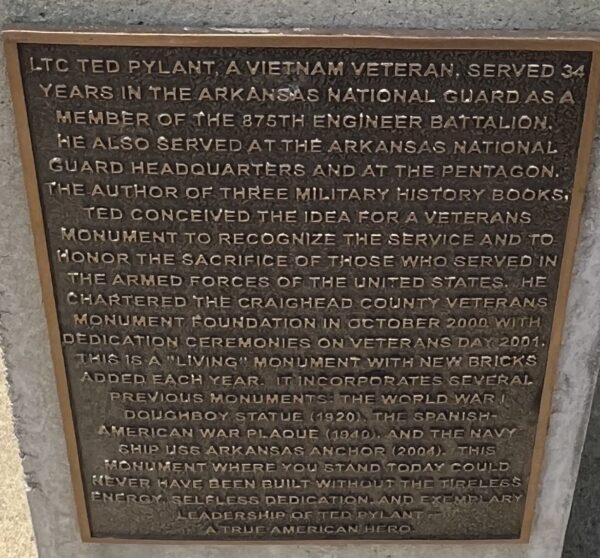 LTC TED PYLANT, A VIETNAM VETERAN, SERVED 34
YEARS IN THE ARKANSAS NATIONAL GUARD AS A
MEMBER OF THE 875TH ENGINEER BATTALION.
HE ALSO SERVED AT THE ARKANSAS NATIONAL
GUARD HEADQUARTERS AND AT THE PENTAGON.
THE AUTHOR OF THREE MILITARY HISTORY BOOKS,
TED CONCEIVED THE IDEA FOR A VETERANS
MONUMENT TO RECOGNIZE THE SERVICE AND TO
HONOR THE SACRIFICE OF THOSE WHO SERVED IN
THE ARMED FORCES OF THE UNITED STATES. HE
CHARTERED THE CRAIGHEAD COUNTY VETERANS
MONUMENT FOUNDATION IN OCTOBER 2000 WITH
DEDICATION CEREMONIES ON VETERANS DAY 2001.
THIS IS A "LIVING" MONUMENT WITH NEW BRICKS
ADDED EACH YEAR. IT INCORPORATES SEVERAL
PREVIOUS MONUMENTS: THE WORLD WAR I
DOUGHBOY STATUE (1920), THE SPANISH-
AMERICAN WAR PLAQUE (1940), AND THE NAVY
SHIP USS ARKANSAS ANCHOR (2004). THIS
MONUMENT WHERE YOU STAND TODAY COULD
NEVER HAVE BEEN BUILT WITHOUT THE TIRELESS
ENERGY, SELFLESS DEDICATION, AND EXEMPLARY
LEADERSHIP OF TED PYLANT –
A TRUE AMERICAN HERO.